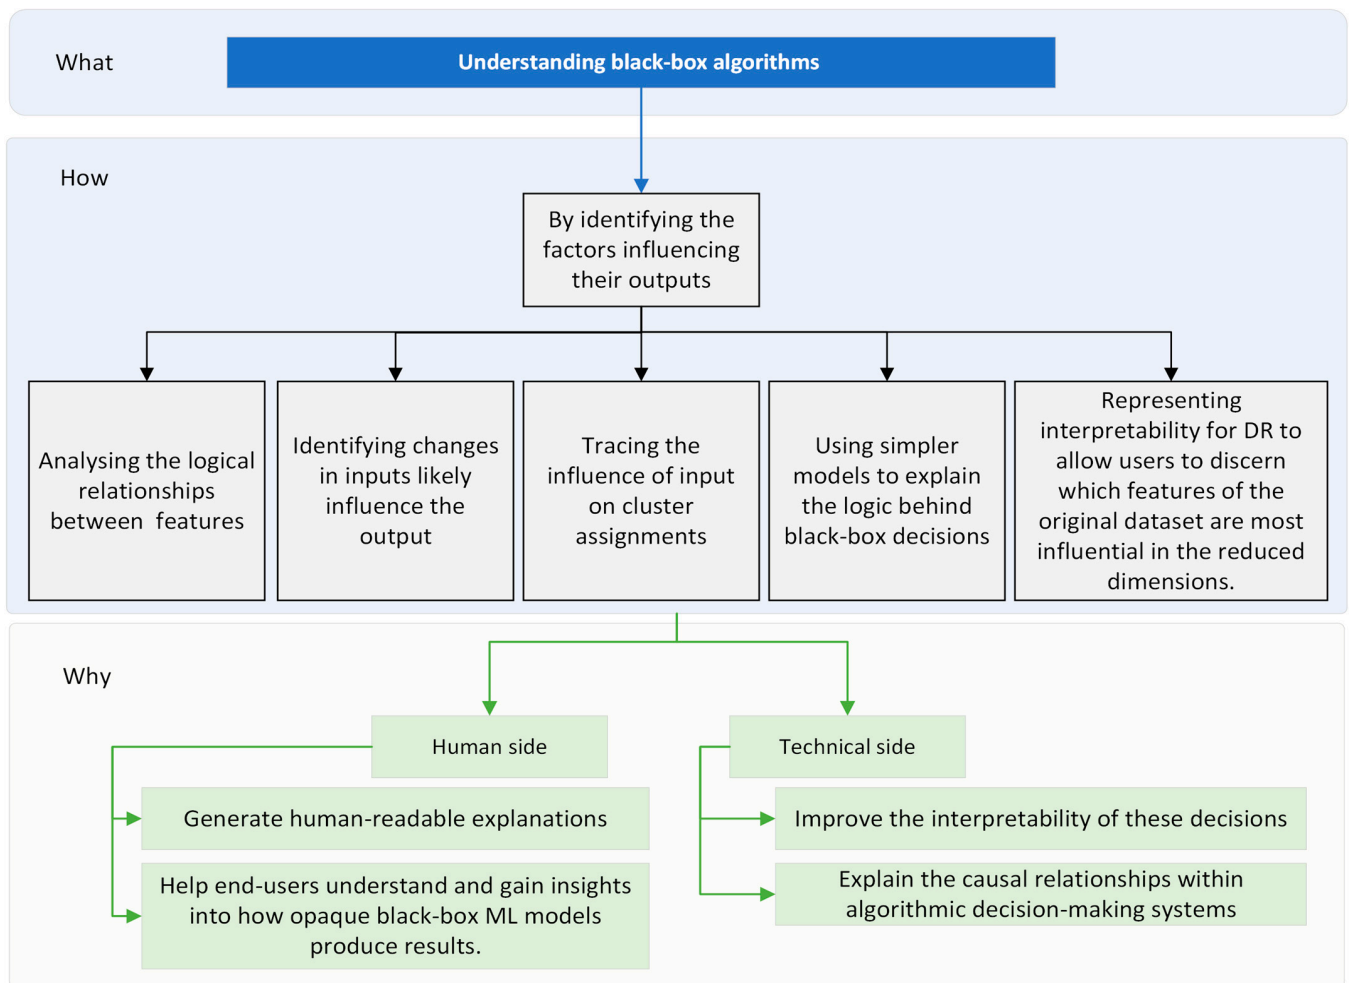 What
Understanding black-box algorithms
How
By identifying the
factors influencing
their outputs
Analysing the logical
relationships
between features
Identifying changes
in inputs likely
influence the
output
Tracing the
influence of input
on cluster
assignments
Using simpler
models to explain
the logic behind
black-box decisions
Representing
interpretability for DR to
allow users to discern
which features of the
original dataset are most
influential in the reduced
dimensions.
Why
Human side
Generate human-readable explanations
Help end-users understand and gain insights
into how opaque black-box ML models
produce results.
Technical side
Improve the interpretability of these decisions
Explain the causal relationships within
algorithmic decision-making systems